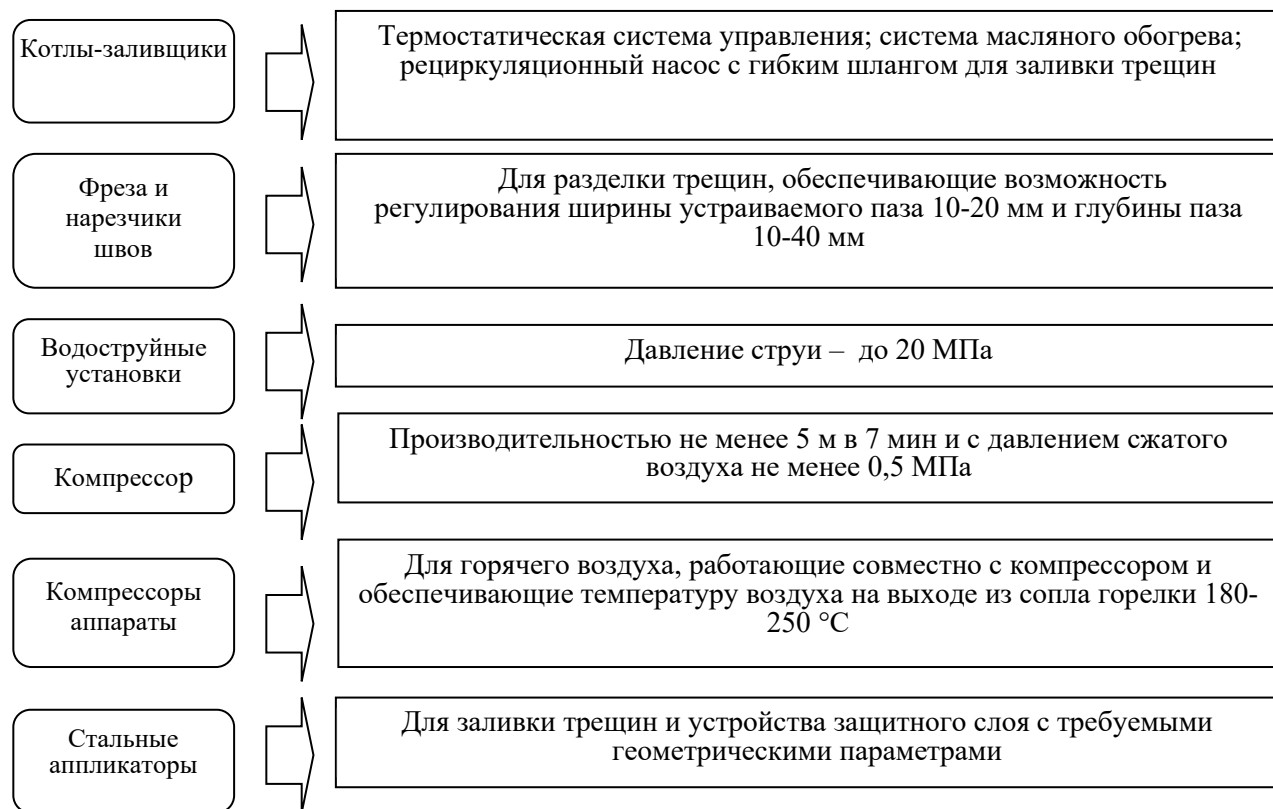 Котлы-заливщики
Термостатическая система управления; система масляного обогрева;
рециркуляционный насос с гибким шлангом для заливки трещин
Фреза и
нарезчики
швов
Для разделки трещин, обеспечивающие возможность
регулирования ширины устраиваемого паза 10-20 мм и глубины паза
10-40 мм
Водоструйные
установки
Давление струи – до 20 МПа
Компрессор
Производительностью не менее 5 м в 7 мин и с давлением сжатого
воздуха не менее 0,5 МПа
Компрессоры
аппараты
Для горячего воздуха, работающие совместно с компрессором и
обеспечивающие температуру воздуха на выходе из сопла горелки 180-
250 °С
Стальные
аппликаторы
Для заливки трещин и устройства защитного слоя с требуемыми
геометрическими параметрами